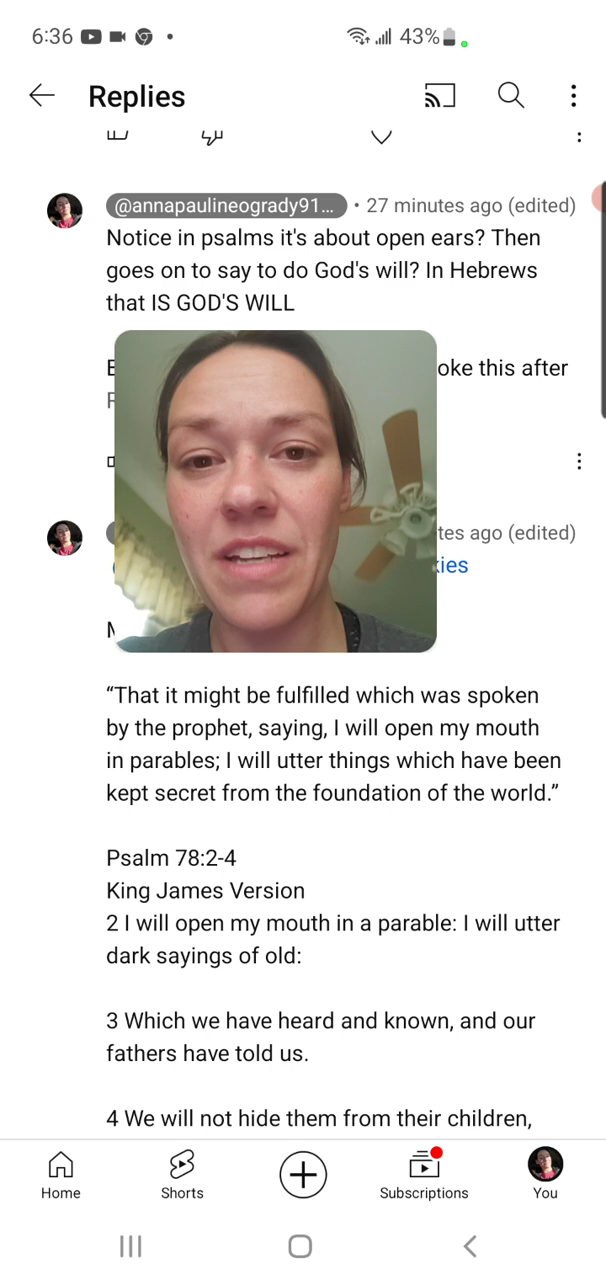 6:36
43%
Replies
@annapaulineogrady91... • 27 minutes ago (edited)
Notice in psalms it's about open ears? Then
goes on to say to do God's will? In Hebrews
that IS GOD'S WILL
oke this after
tes ago (edited)
kies
“That it might be fulfilled which was spoken
by the prophet, saying, I will open my mouth
in parables; I will utter things which have been
kept secret from the foundation of the world.”
Psalm 78:2-4
King James Version
2 I will open my mouth in a parable: I will utter
dark sayings of old:
3 Which we have heard and known, and our
fathers have told us.
4 We will not hide them from their children,
Home
Shorts
Subscriptions
You